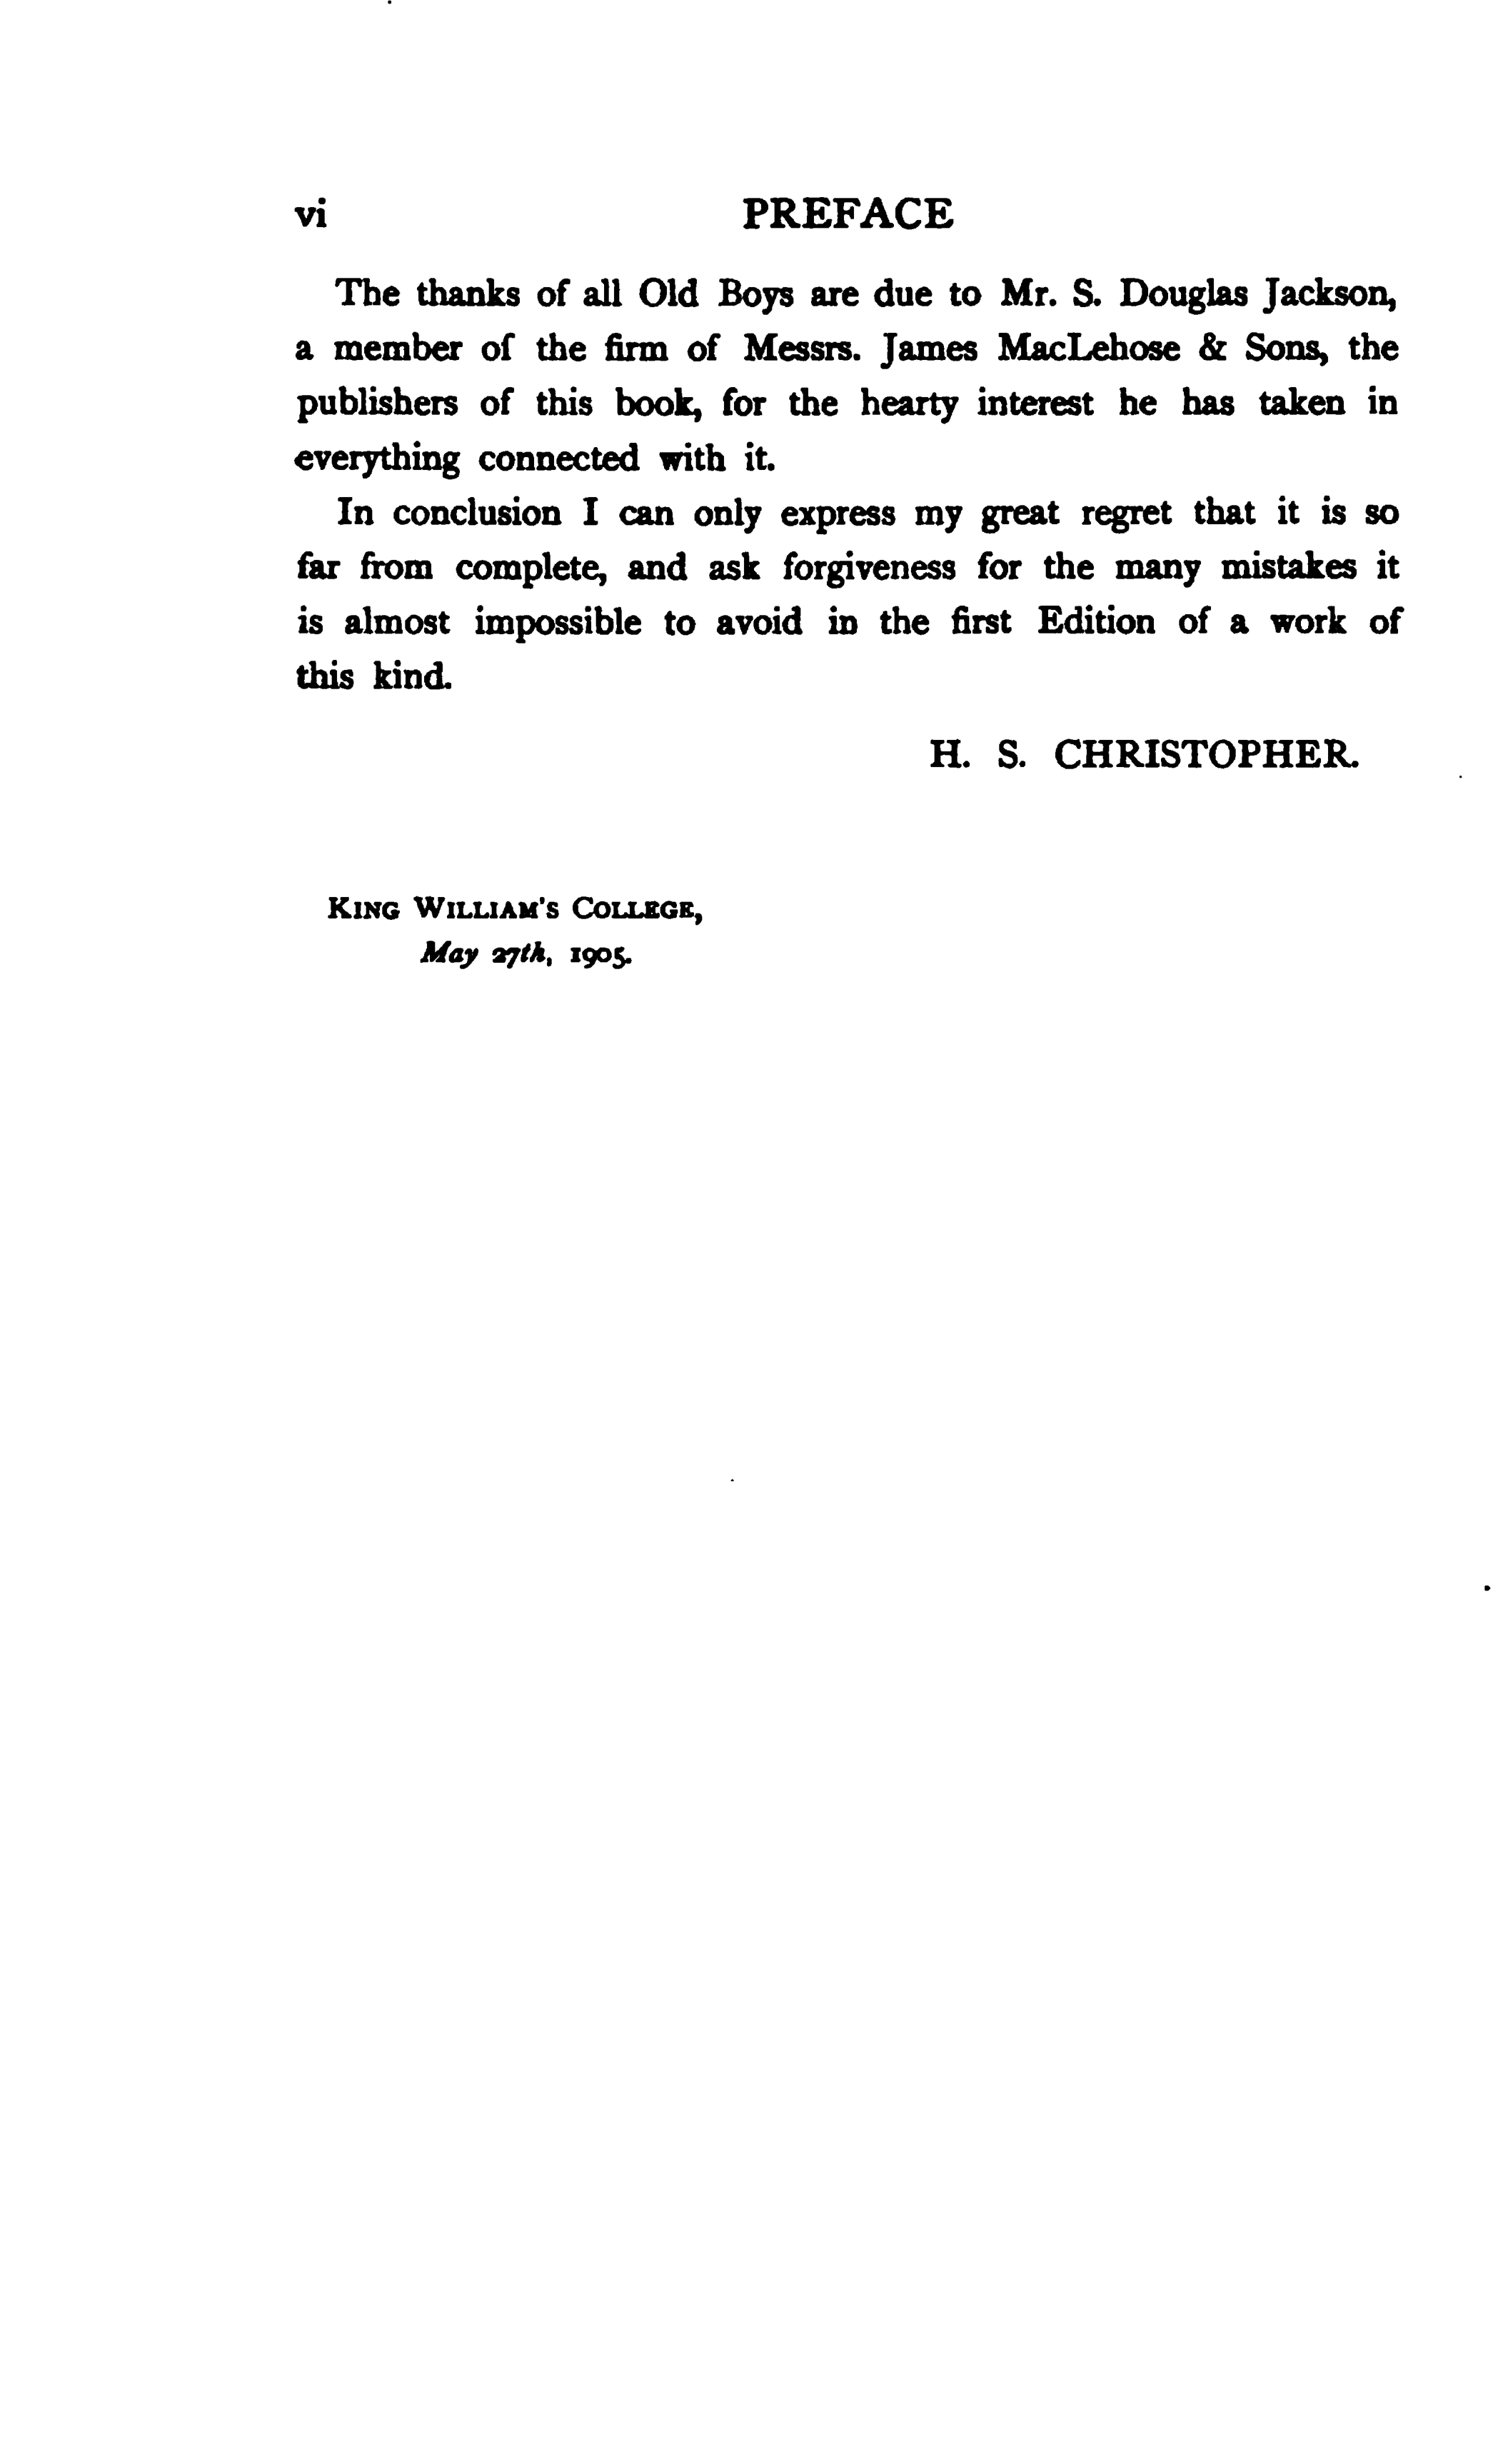 vi PREFACE
The thanks of all Old Boys are due to Mr. S. Douglas Jackson,
a member of the firm of Messrs. James MacLehose & Sons, the
publishers of this book, for the hearty interest he has taken in
everything connected with it.
In conclusion I can only express my great regret that it is so
far from complete, and ask forgiveness for the many mistakes it
is almost impossible to avoid in the first Edition of a work of
this kind.
H. S. CHRISTOPHER.
KING WILLIAM'S COLLEGE,
May 27th, 1905.